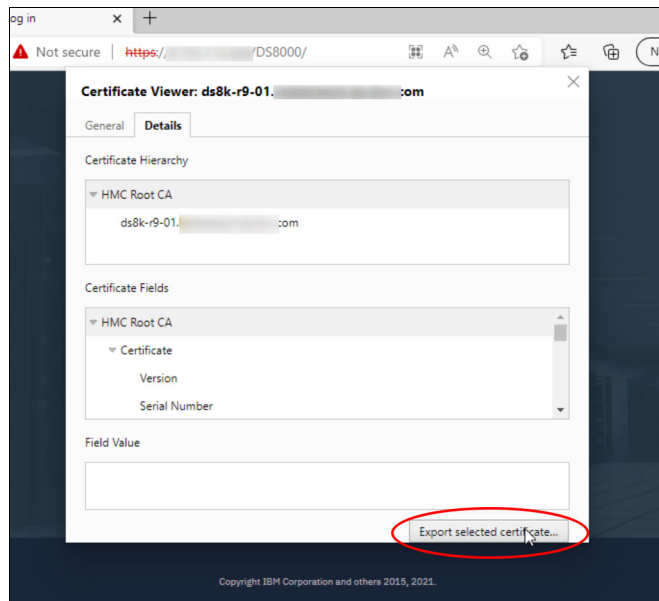 og in
Not secure | https:// /DS8000/
N
Certificate Viewer: ds8k-r9-01. com
General Details
Certificate Hierarchy
HMC Root CA
ds8k-r9-01. com
Certificate Fields
HMC Root CA
Certificate
Version
Serial Number
Field Value
Export selected certificate...
Copyright IBM Corporation and others 2015, 2021.